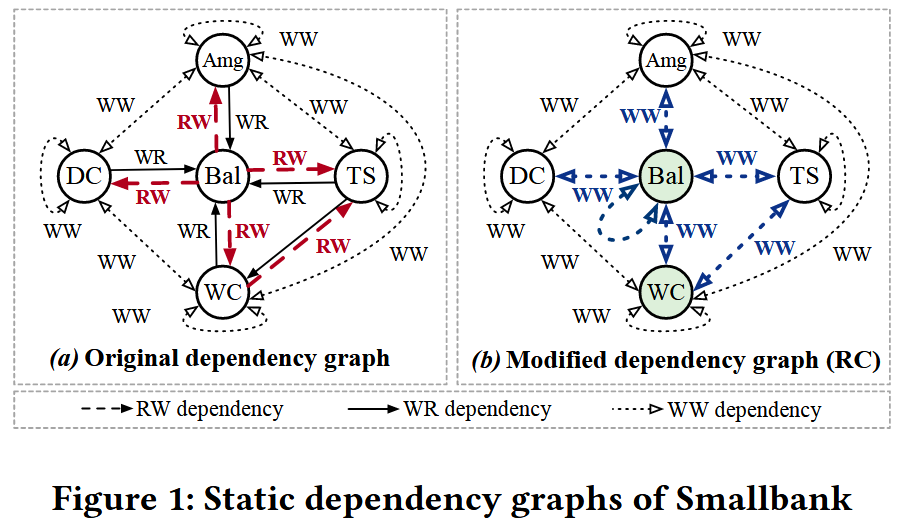 WW
Amg
WW
WW
RW
WR
DC
WR
Bal
RW
TS
RW
WR
WW
WR
RW
RW
WW
WW
WC
WW
(a) Original dependency graph
WW
Amg
WW
WW
WW
DC
WW
Bal
WW
TS
WW
WW
WW
WW
WW
WC
WW
(b) Modified dependency graph (RC)
RW dependency
WR dependency
WW dependency
Figure 1: Static dependency graphs of Smallbank